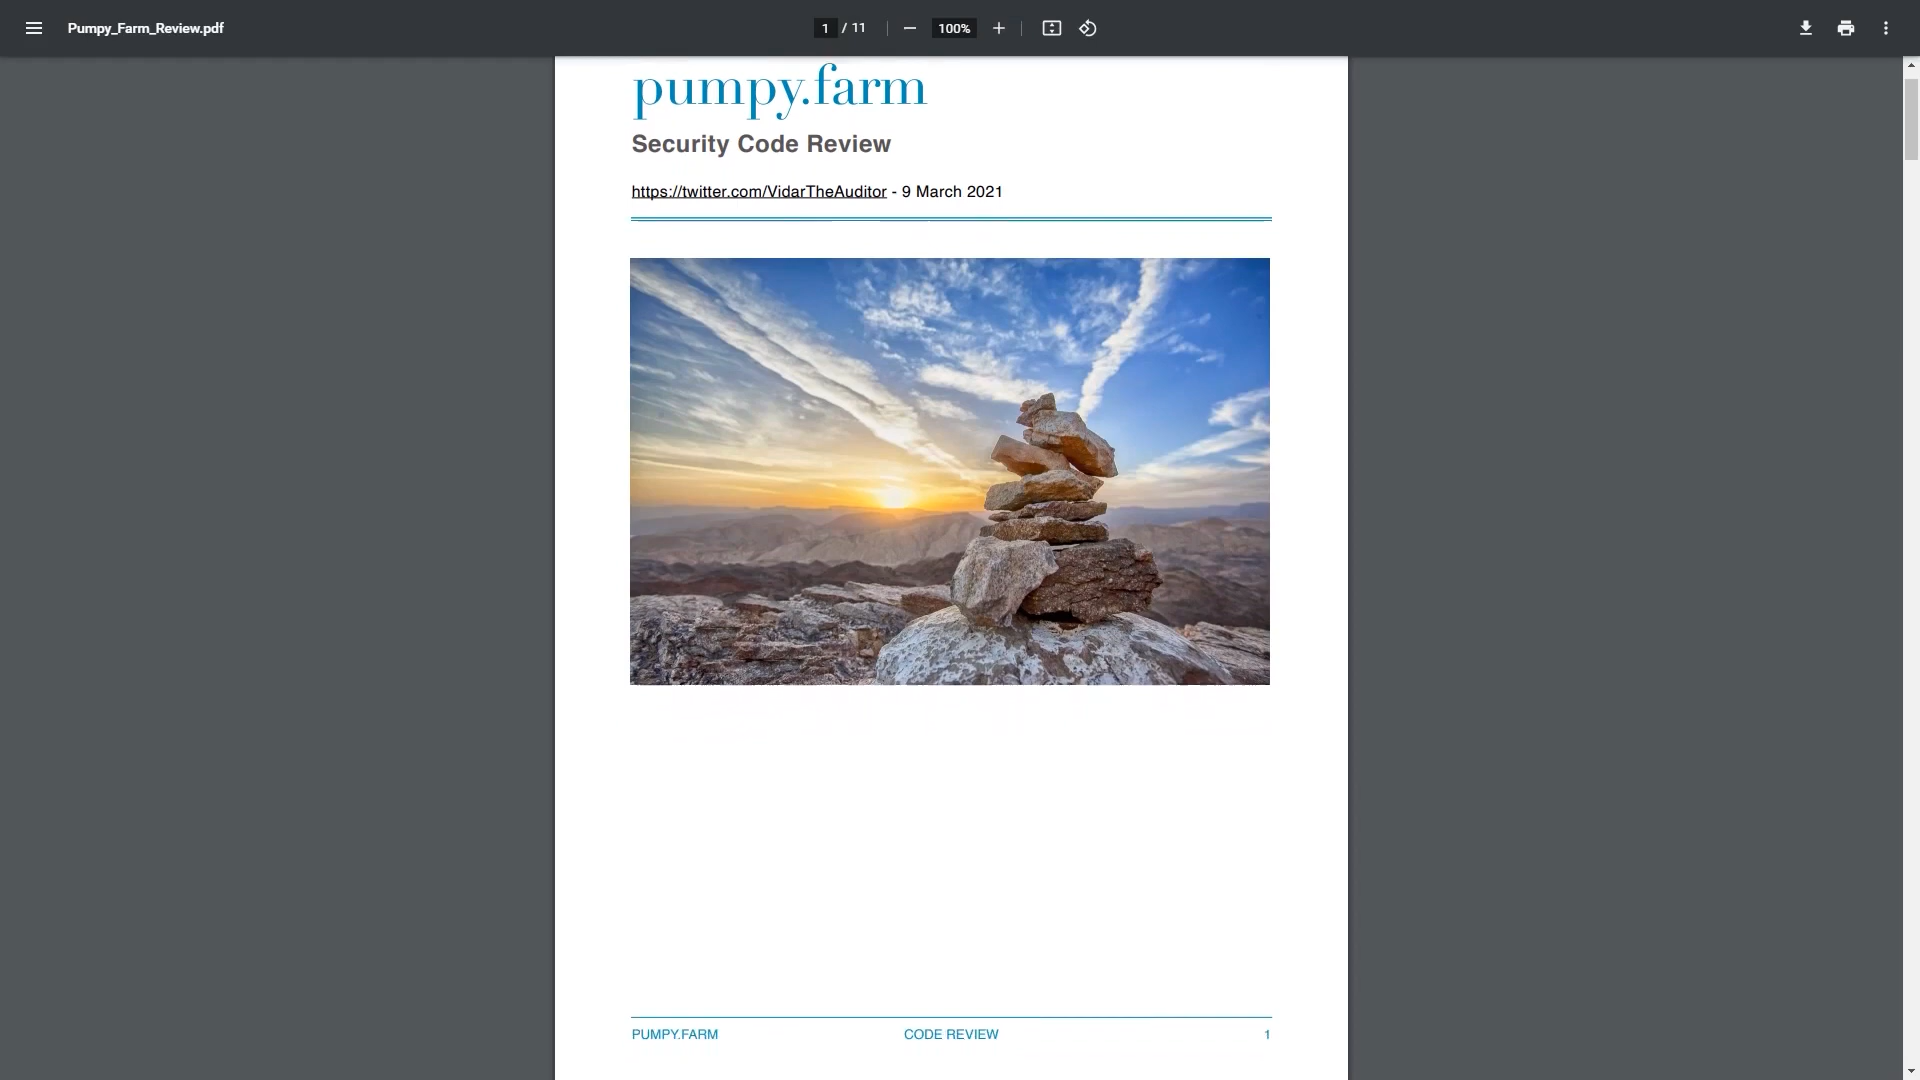 Pumpy_Farm_Review.pdf
1 / 11
100%
pumpy.farm
Security Code Review
https://twitter.com/VidarTheAuditor - 9 March 2021
PUMPY.FARM CODE REVIEW 1